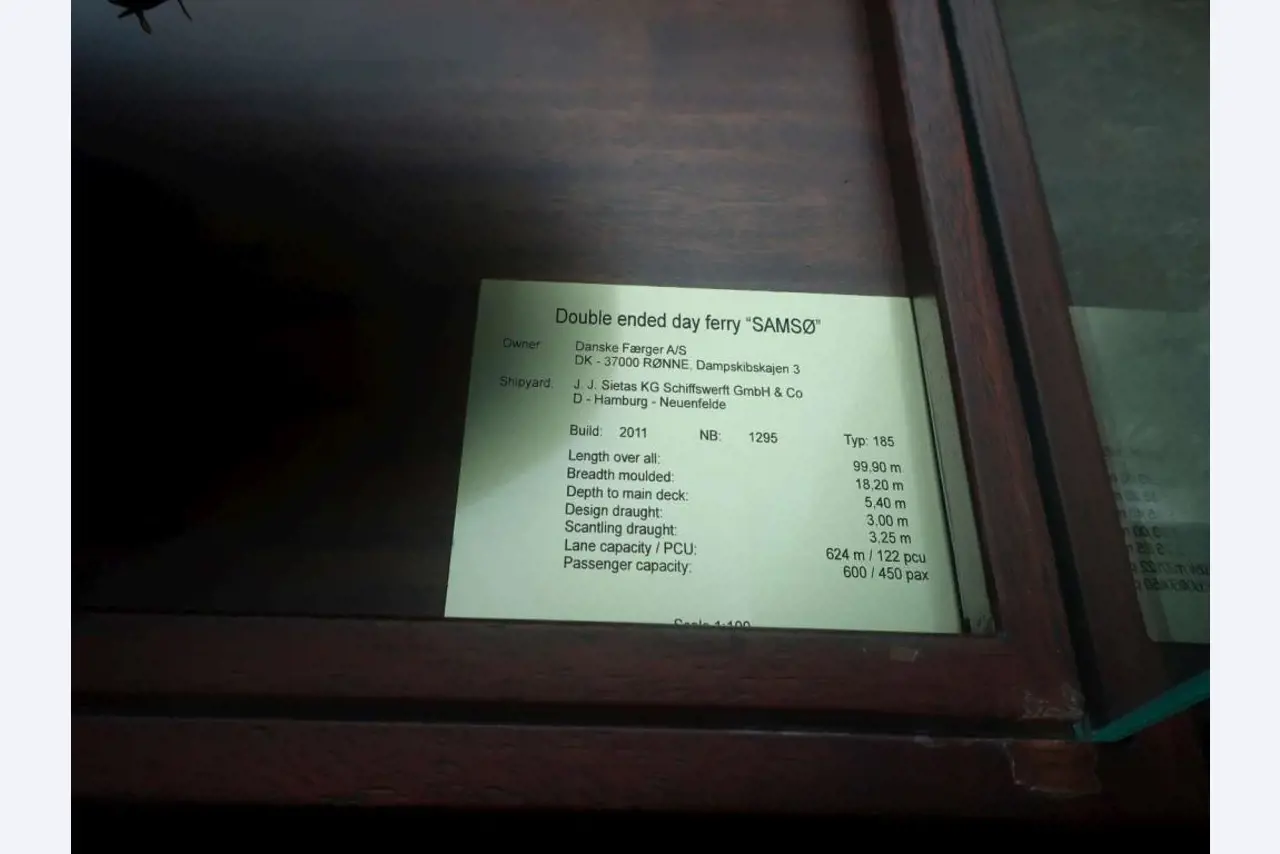 Double ended day ferry “SAMSØ”
Owner: Danske Færger A/S
DK - 37000 RØNNE, Dampskibskajen 3
Shipyard: J. J. Sietas KG Schiffswerft GmbH & Co
D - Hamburg - Neuenfelde
Build: 2011 NB: 1295 Typ: 185
Length over all: 99,90 m
Breadth moulded: 18,20 m
Depth to main deck: 5,40 m
Design draught: 3,00 m
Scantling draught: 3,25 m
Lane capacity / PCU: 624 m / 122 pcu
Passenger capacity: 600 / 450 pax
Scale 1:100